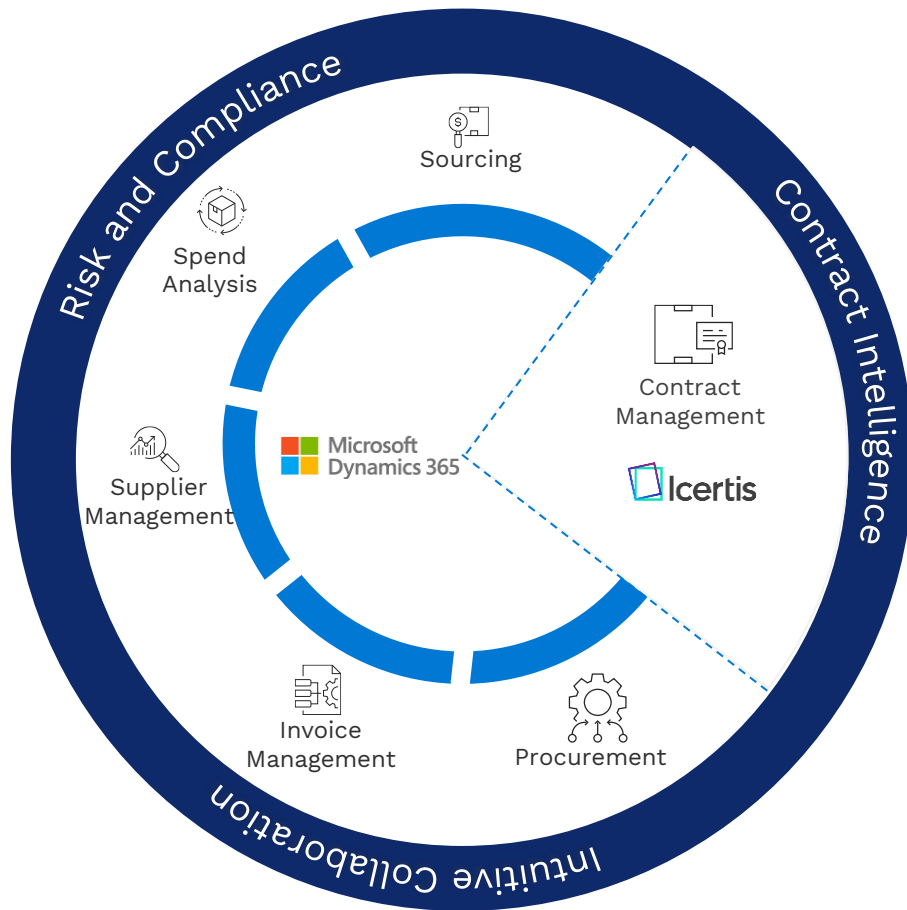 Risk and Compliance
Contract Intelligence
Intuitive Collaboration
Sourcing
$
Spend
Analysis
Contract
Management
Icertis
Microsoft
Dynamics 365
Supplier
Management
Invoice
Management
Procurement